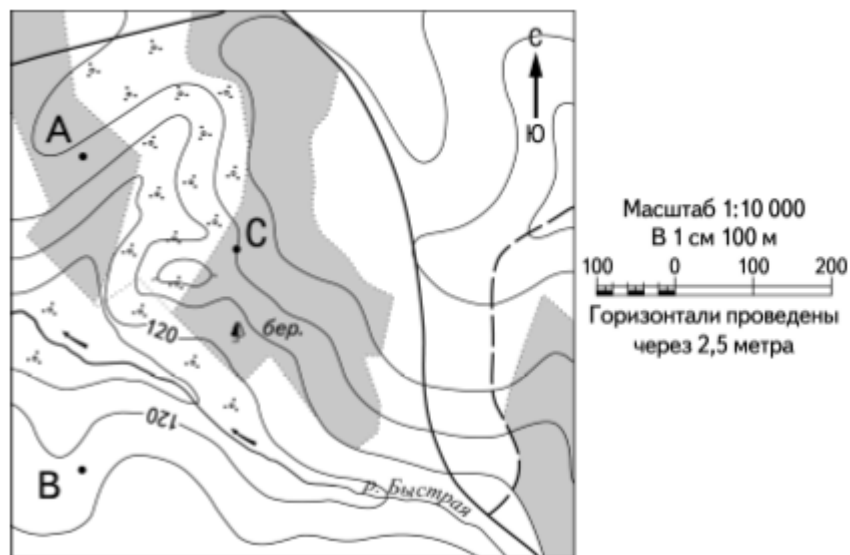 С
Ю
А
С
120
бер.
120
В
р. Быстрая
Масштаб 1:10 000
В 1 см 100 м
100 0 100 200
Горизонтали проведены
через 2,5 метра